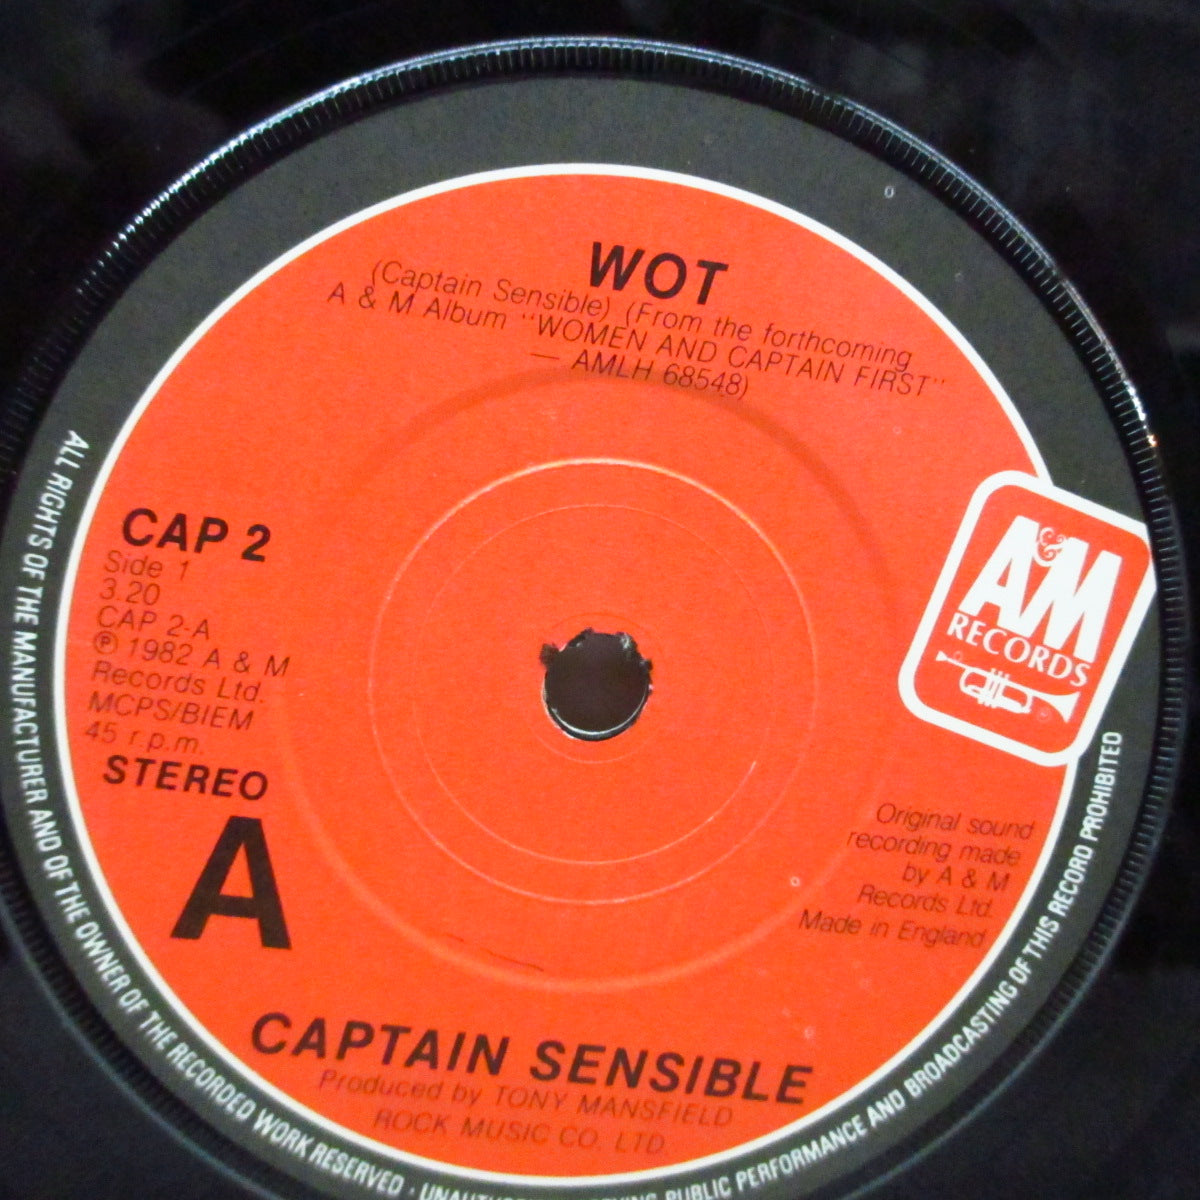 WOT
(Captain Sensible) (From the forthcoming
A & M Album "WOMEN AND CAPTAIN FIRST"
— AMLH 68548)
CAP 2
Side 1
3.20
CAP 2-A
℗ 1982 A & M
Records Ltd.
MCPS/BIEM
45 r.p.m.
STEREO
A
A&M
RECORDS
Original sound
recording made
by A & M
Records Ltd.
Made in England
CAPTAIN SENSIBLE
Produced by TONY MANSFIELD
ROCK MUSIC CO. LTD.
ALL RIGHTS OF THE MANUFACTURER AND OF THE OWNER OF THE RECORDED WORK RESERVED · PUBLIC PERFORMANCE AND BROADCASTING OF THIS RECORD PROHIBITED